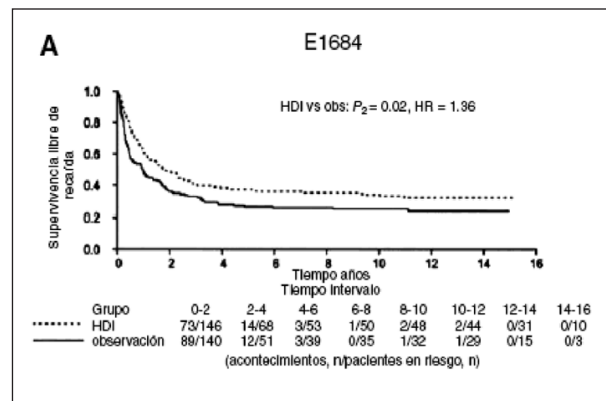 A
E1684
HDI vs obs: P2 = 0.02, HR = 1.36
Supervivencia libre de
recaída
1.0
0.8
0.6
0.4
0.2
0.0
0 2 4 6 8 10 12 14 16
Tiempo años
Tiempo intervalo
Grupo 0-2 2-4 4-6 6-8 8-10 10-12 12-14 14-16
HDI 73/146 14/68 3/53 1/50 2/48 2/44 0/31 0/10
observación 89/140 12/51 3/39 0/35 1/32 1/29 0/15 0/3
(acontecimientos, n/pacientes en riesgo, n)